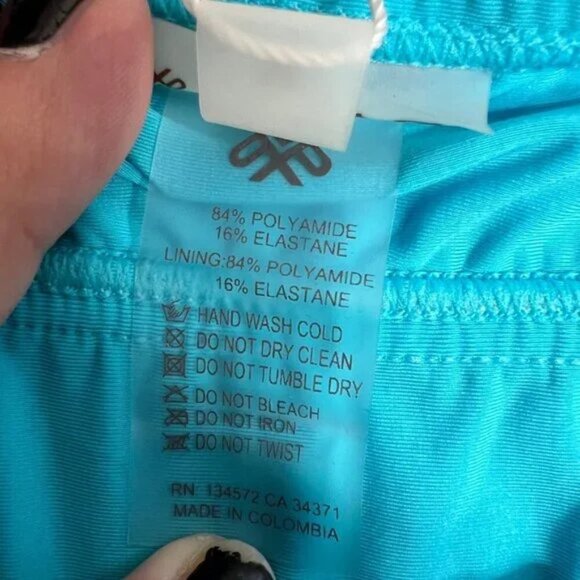 84% POLYAMIDE
16% ELASTANE
LINING:84% POLYAMIDE
16% ELASTANE
HAND WASH COLD
DO NOT DRY CLEAN
DO NOT TUMBLE DRY
DO NOT BLEACH
DO NOT IRON
DO NOT TWIST
RN: 134572 CA 34371
MADE IN COLOMBIA